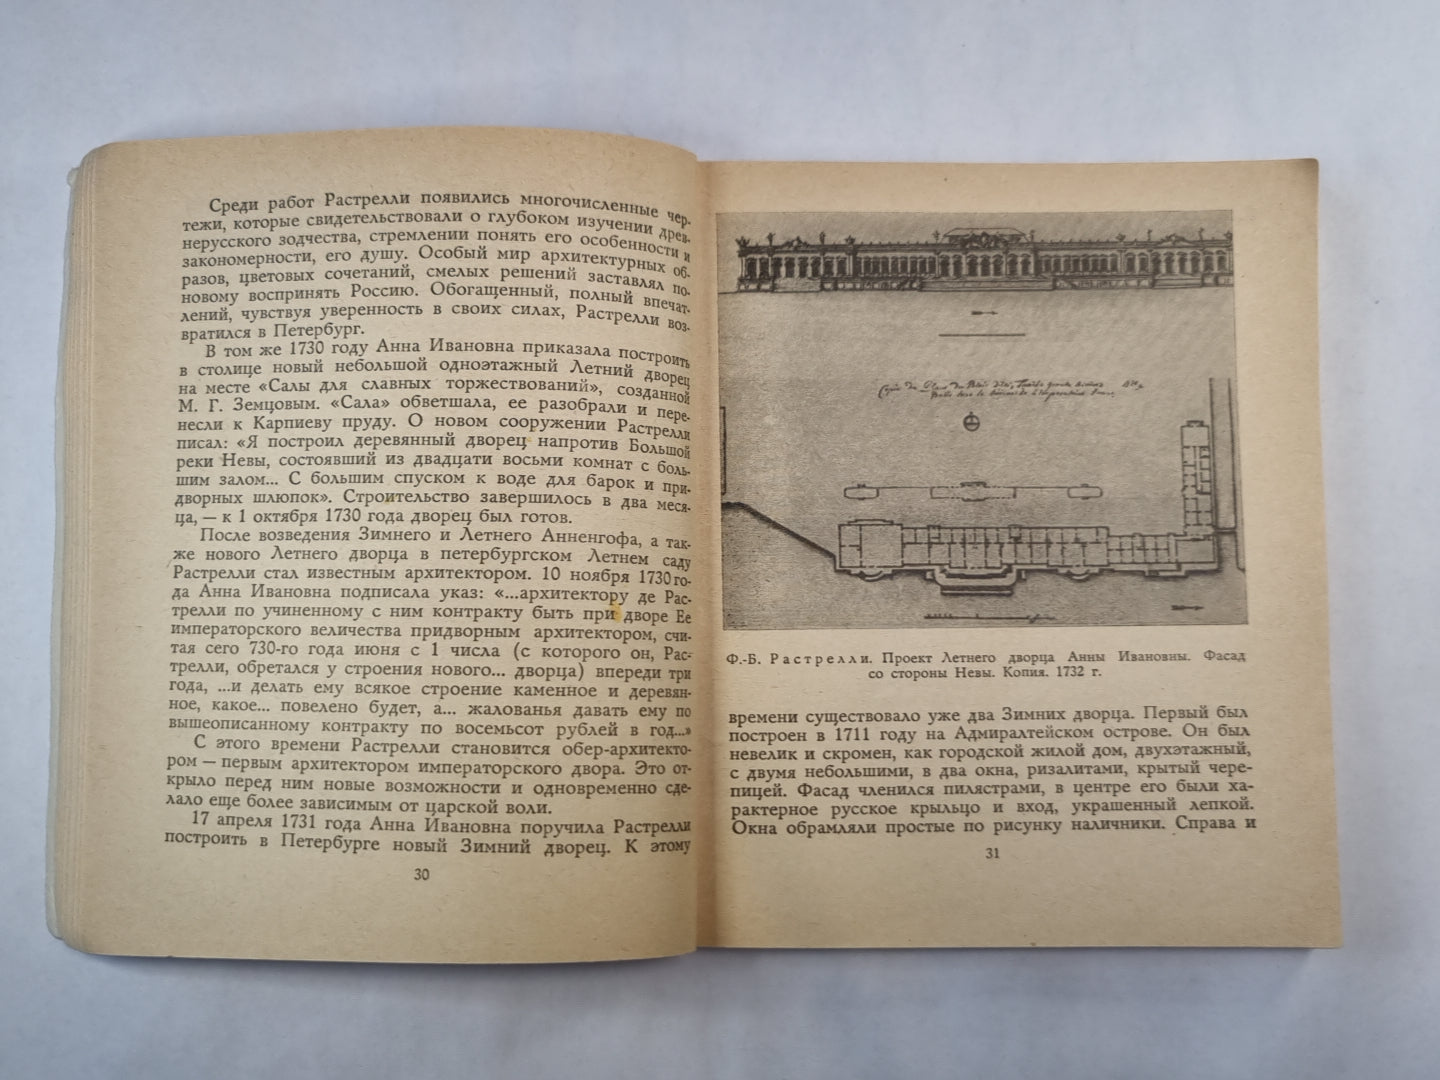 Среди работ Растрелли появились многочисленные чер-
тежи, которые свидетельствовали о глубоком изучении древ-
нерусского зодчества, стремлении понять его особенности и
закономерности, его душу. Особый мир архитектурных об-
разов, цветовых сочетаний, смелых решений заставлял по-
новому воспринять Россию. Обогащенный, полный впечат-
лений, чувствуя уверенность в своих силах, Растрелли воз-
вратился в Петербург.
В том же 1730 году Анна Ивановна приказала построить
в столице новый небольшой одноэтажный Летний дворец
на месте «Салы для славных торжествований», созданной
М. Г. Земцовым. «Сала» обветшала, ее разобрали и пере-
несли к Карпиеву пруду. О новом сооружении Растрелли
писал: «Я построил деревянный дворец напротив Большой
реки Невы, состоявший из двадцати восьми комнат с боль-
шим залом... С большим спуском к воде для барок и при-
дворных шлюпок». Строительство завершилось в два меся-
ца, — к 1 октября 1730 года дворец был готов.
После возведения Зимнего и Летнего Анненгофа, а так-
же нового Летнего дворца в петербургском Летнем саду
Растрелли стал известным архитектором. 10 ноября 1730 го-
да Анна Ивановна подписала указ: «...архитектору де Рас-
трелли по учиненному с ним контракту быть при дворе Ее
императорского величества придворным архитектором, счи-
тая сего 730-го года июня с 1 числа (с которого он, Рас-
трелли, обретался у строения нового... дворца) впереди три
года, ...и делать ему всякое строение каменное и деревян-
ное, какое... повелено будет, а... жалованья давать ему по
вышеописанному контракту по восемьсот рублей в год...»
С этого времени Растрелли становится обер-архитекто-
ром — первым архитектором императорского двора. Это от-
крыло перед ним новые возможности и одновременно сде-
лало еще более зависимым от царской воли.
17 апреля 1731 года Анна Ивановна поручила Растрелли
построить в Петербурге новый Зимний дворец. К этому
30
Ф.-Б. Растрелли. Проект Летнего дворца Анны Ивановны. Фасад
со стороны Невы. Копия. 1732 г.
времени существовало уже два Зимних дворца. Первый был
построен в 1711 году на Адмиралтейском острове. Он был
невелик и скромен, как городской жилой дом, двухэтажный,
с двумя небольшими, в два окна, ризалитами, крытый чере-
пицей. Фасад членился пилястрами, в центре его были ха-
рактерное русское крыльцо и вход, украшенный лепкой.
Окна обрамляли простые по рисунку наличники. Справа и
31